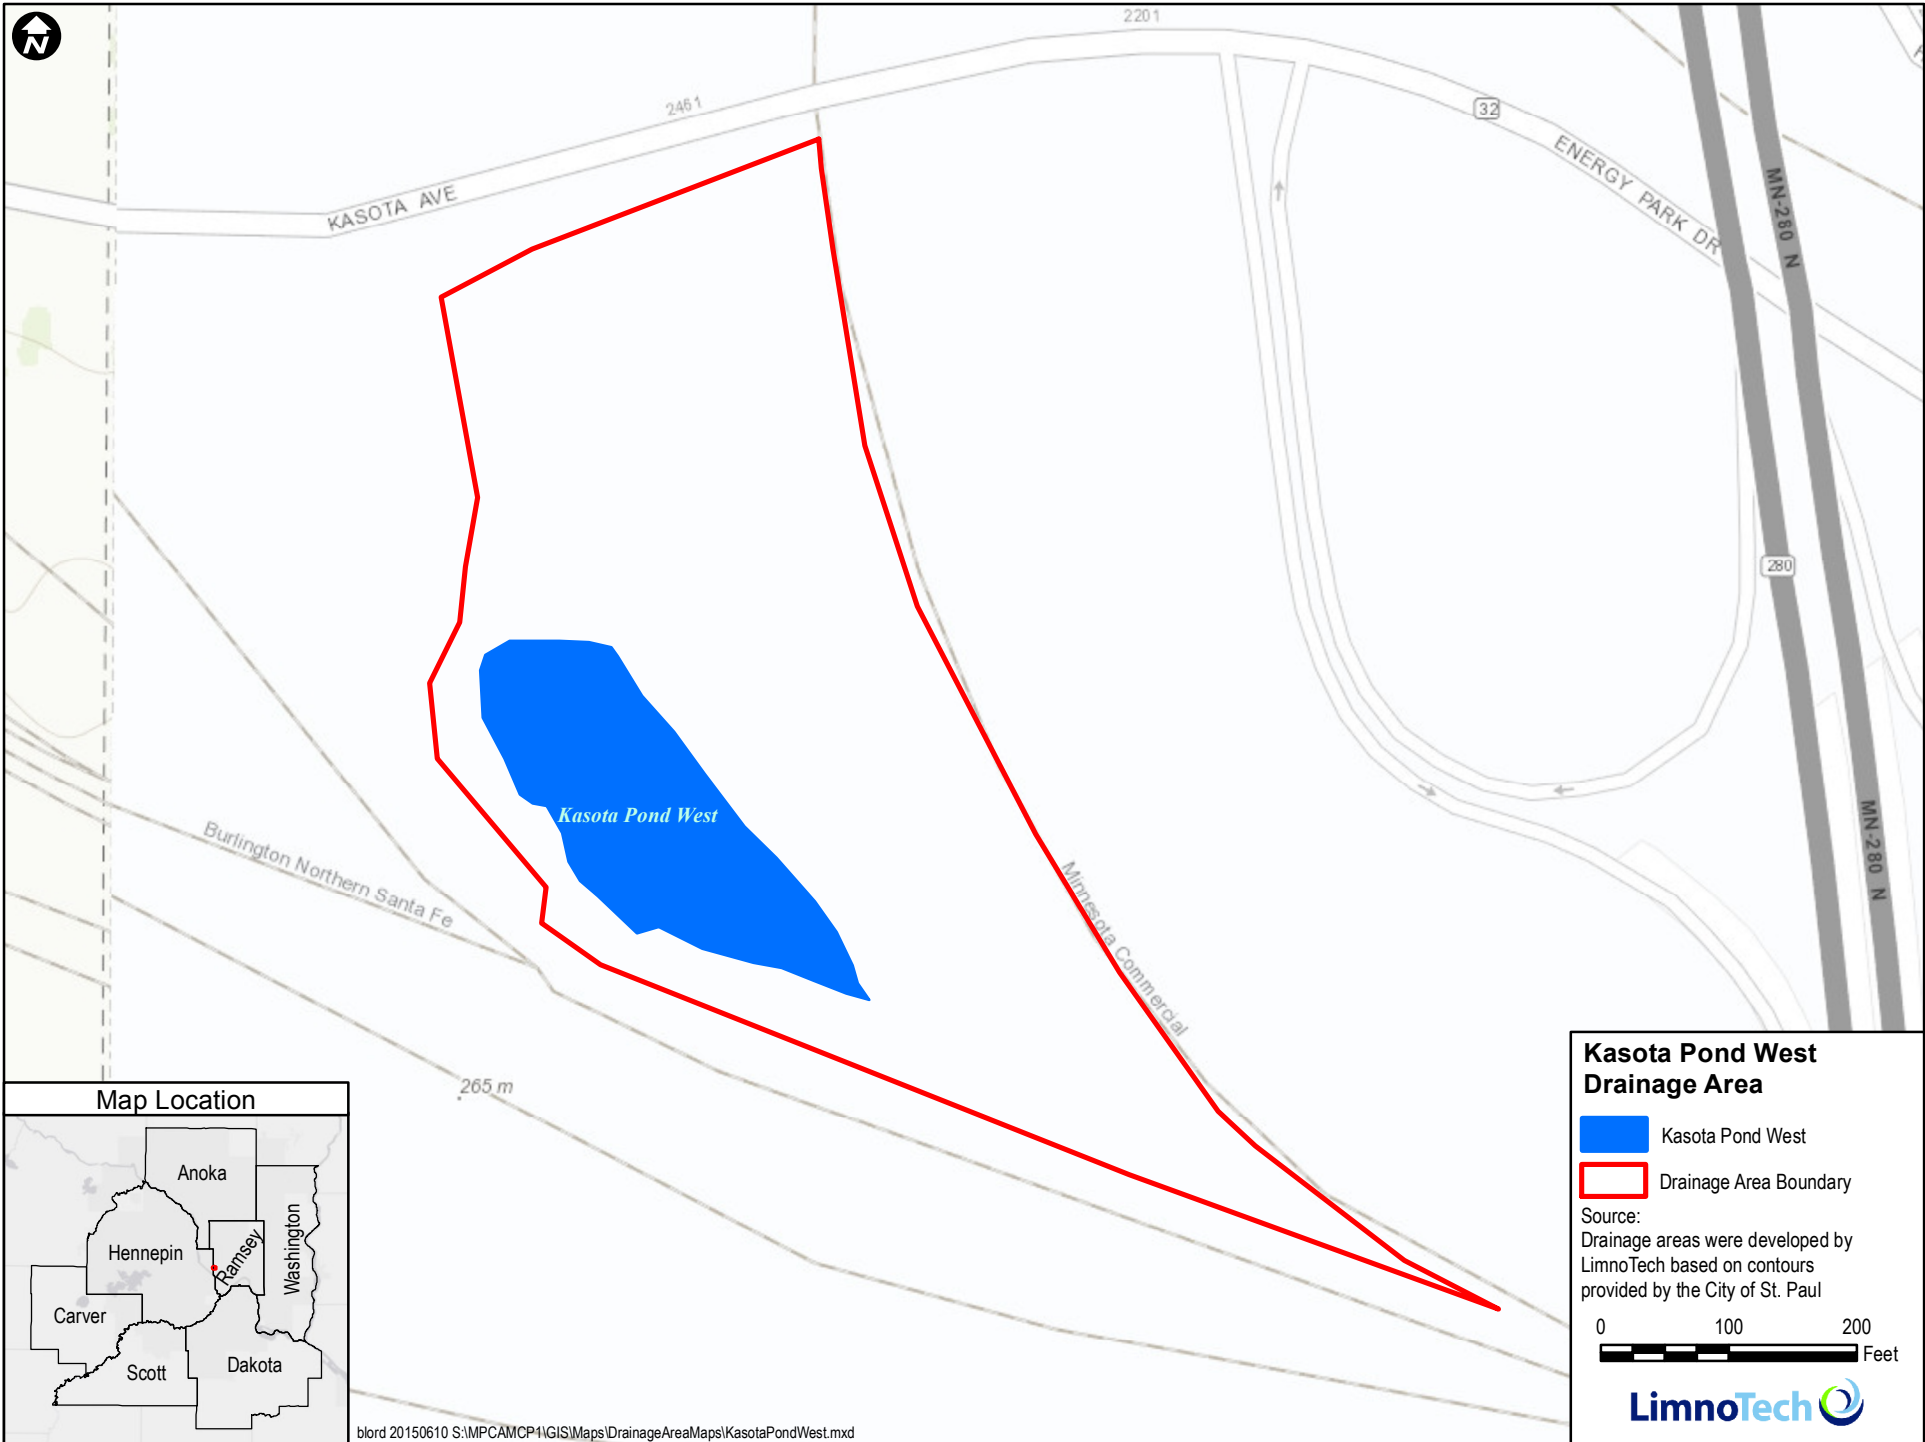 N
2201
2461
32
KASOTA AVE
ENERGY PARK DR
MN-280 N
280
Kasota Pond West
Burlington Northern Santa Fe
Minnesota Commercial
MN-280 N
265 m
Map Location
Anoka
Hennepin
Ramsey
Washington
Carver
Scott
Dakota
Kasota Pond West
Drainage Area
Kasota Pond West
Drainage Area Boundary
Source:
Drainage areas were developed by
LimnoTech based on contours
provided by the City of St. Paul
0 100 200
Feet
LimnoTech
blord 20150610 S:\MPCAMCP1\GIS\Maps\DrainageAreaMaps\KasotaPondWest.mxd